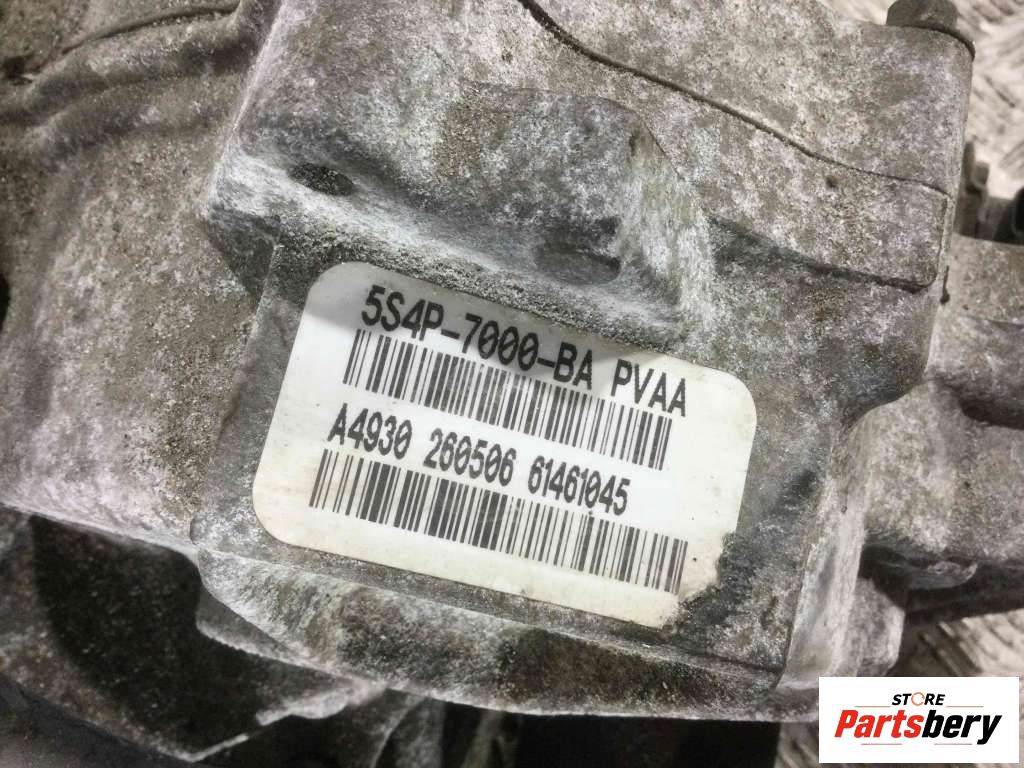 5S4P-7000-BA PVAA
A4930 260506 61461045
STORE
Partsbery